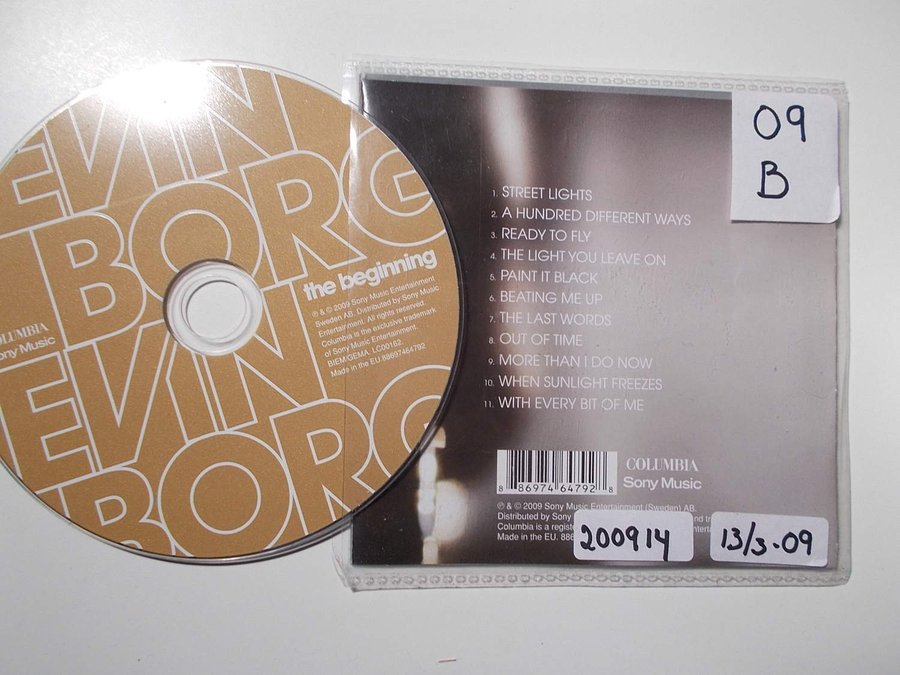 EVIN
BORG
the beginning
℗ & © 2009 Sony Music Entertainment
Sweden AB. Distributed by Sony Music
Entertainment. All rights reserved.
Columbia is the exclusive trademark
of Sony Music Entertainment.
BIEM/GEMA. LC00162.
Made in the EU. 88697464792
OLUMBIA
ony Music
EVIN
BORG
1. STREET LIGHTS
2. A HUNDRED DIFFERENT WAYS
3. READY TO FLY
4. THE LIGHT YOU LEAVE ON
5. PAINT IT BLACK
6. BEATING ME UP
7. THE LAST WORDS
8. OUT OF TIME
9. MORE THAN I DO NOW
10. WHEN SUNLIGHT FREEZES
11. WITH EVERY BIT OF ME
09
B
8 86974 64792 8
COLUMBIA
Sony Music
℗ & © 2009 Sony Music Entertainment (Sweden) AB.
Distributed by Sony
Columbia is a
Made in the EU.
200914
13/3-09